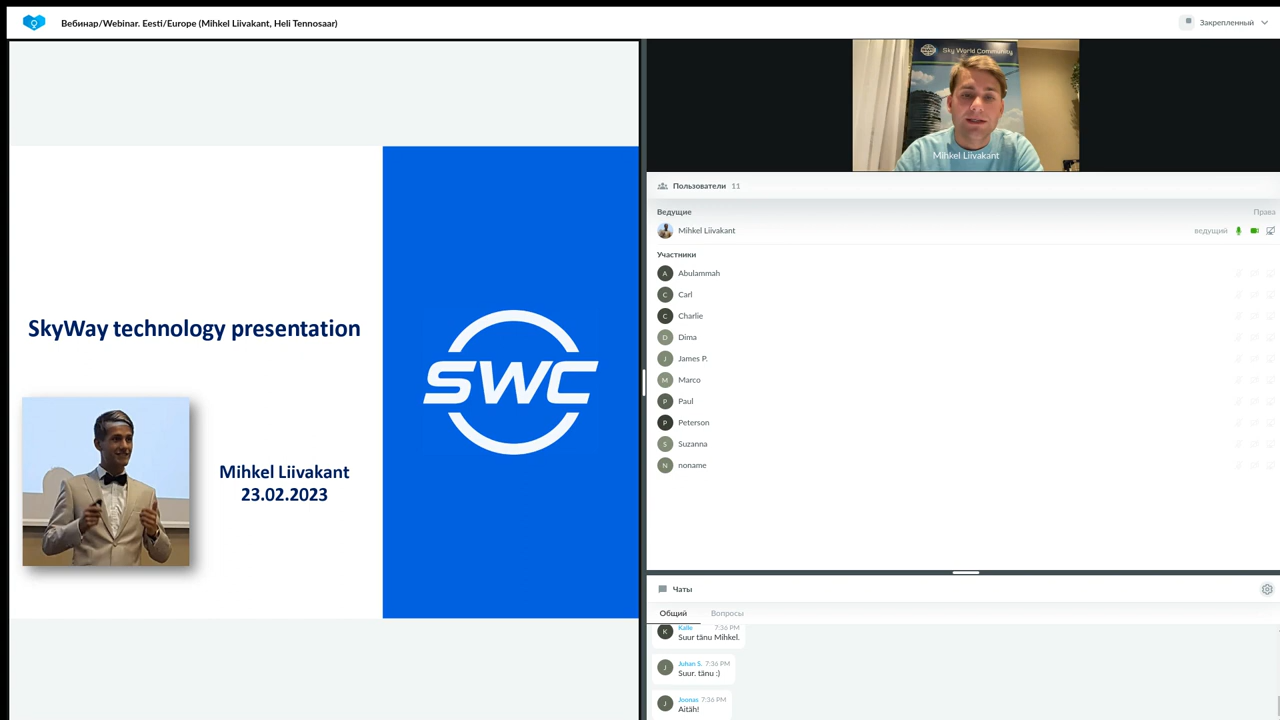 Вебинар/Webinar. Eesti/Europe (Mihkel Liivakant, Heli Tennosaar)
Закрепленный
SkyWay technology presentation
Mihkel Liivakant
23.02.2023
SWC
Sky World Community
Mihkel Liivakant
Пользователи 11
Ведущие Права
Mihkel Liivakant ведущий
Участники
A Abulammah
C Carl
C Charlie
D Dima
J James P.
M Marco
P Paul
P Peterson
S Suzanna
N noname
Чаты
Общий Вопросы
K Kalle 7:36 PM
Suur tänu Mihkel.
J Juhan S. 7:36 PM
Suur. tänu :)
J Joonas 7:36 PM
Aitäh!